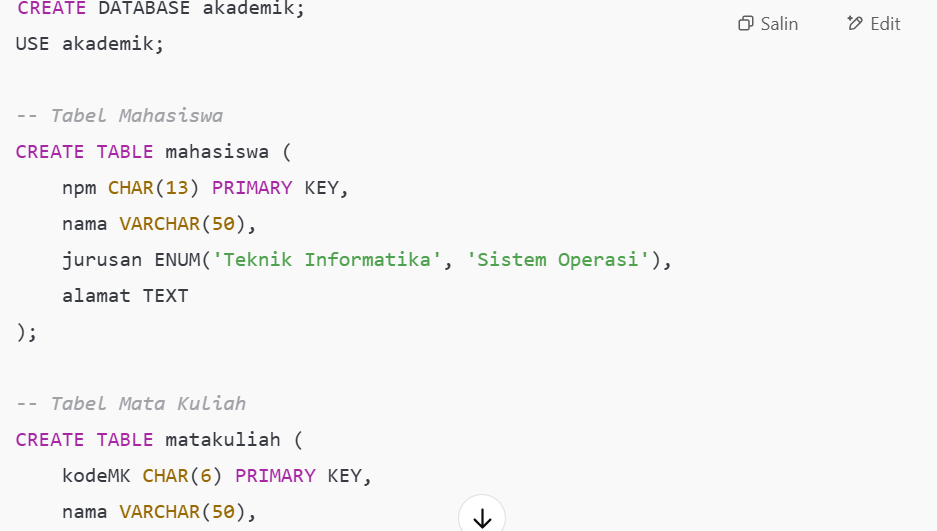 CREATE DATABASE akademik;
Salin
Edit
USE akademik;
-- Tabel Mahasiswa
CREATE TABLE mahasiswa (
    npm CHAR(13) PRIMARY KEY,
    nama VARCHAR(50),
    jurusan ENUM('Teknik Informatika', 'Sistem Operasi'),
    alamat TEXT
);
-- Tabel Mata Kuliah
CREATE TABLE matakuliah (
    kodeMK CHAR(6) PRIMARY KEY,
    nama VARCHAR(50),